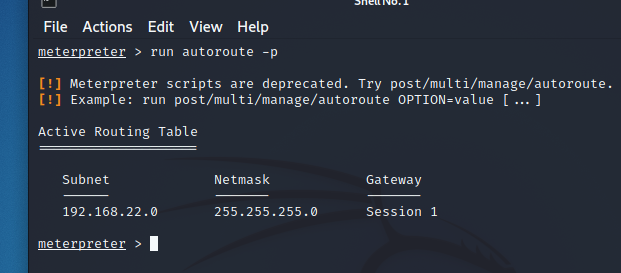 Shell No. 1
File Actions Edit View Help
meterpreter > run autoroute -p
[!] Meterpreter scripts are deprecated. Try post/multi/manage/autoroute.
[!] Example: run post/multi/manage/autoroute OPTION=value [...]
Active Routing Table
====================
Subnet Netmask Gateway
------ ------- -------
192.168.22.0 255.255.255.0 Session 1
meterpreter >